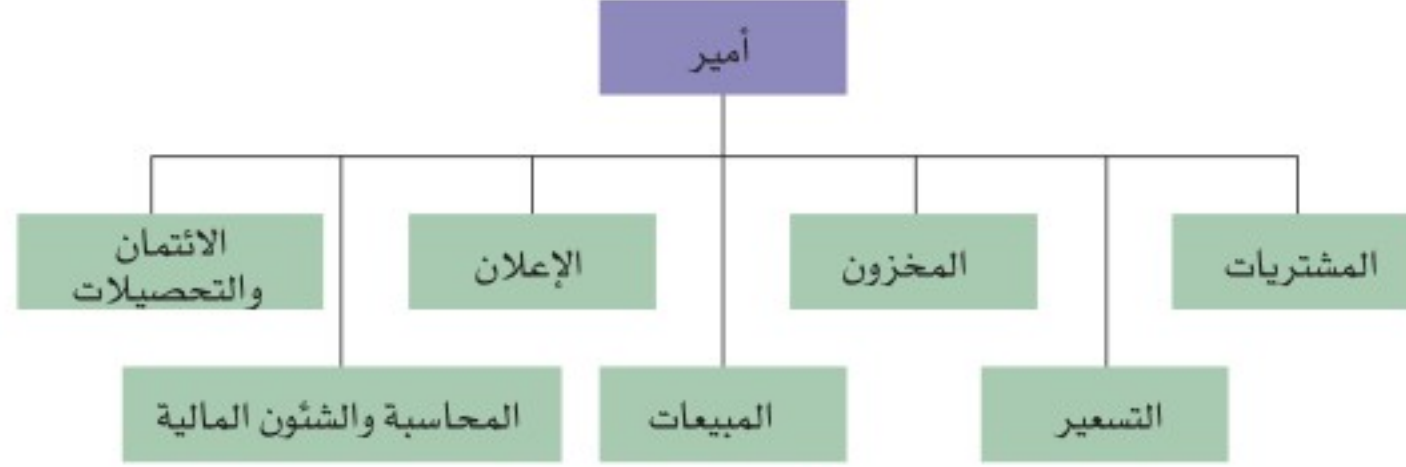 أمير
المشتريات
المخزون
الإعلان
الائتمان
والتحصيلات
التسعير
المبيعات
المحاسبة والشئون المالية